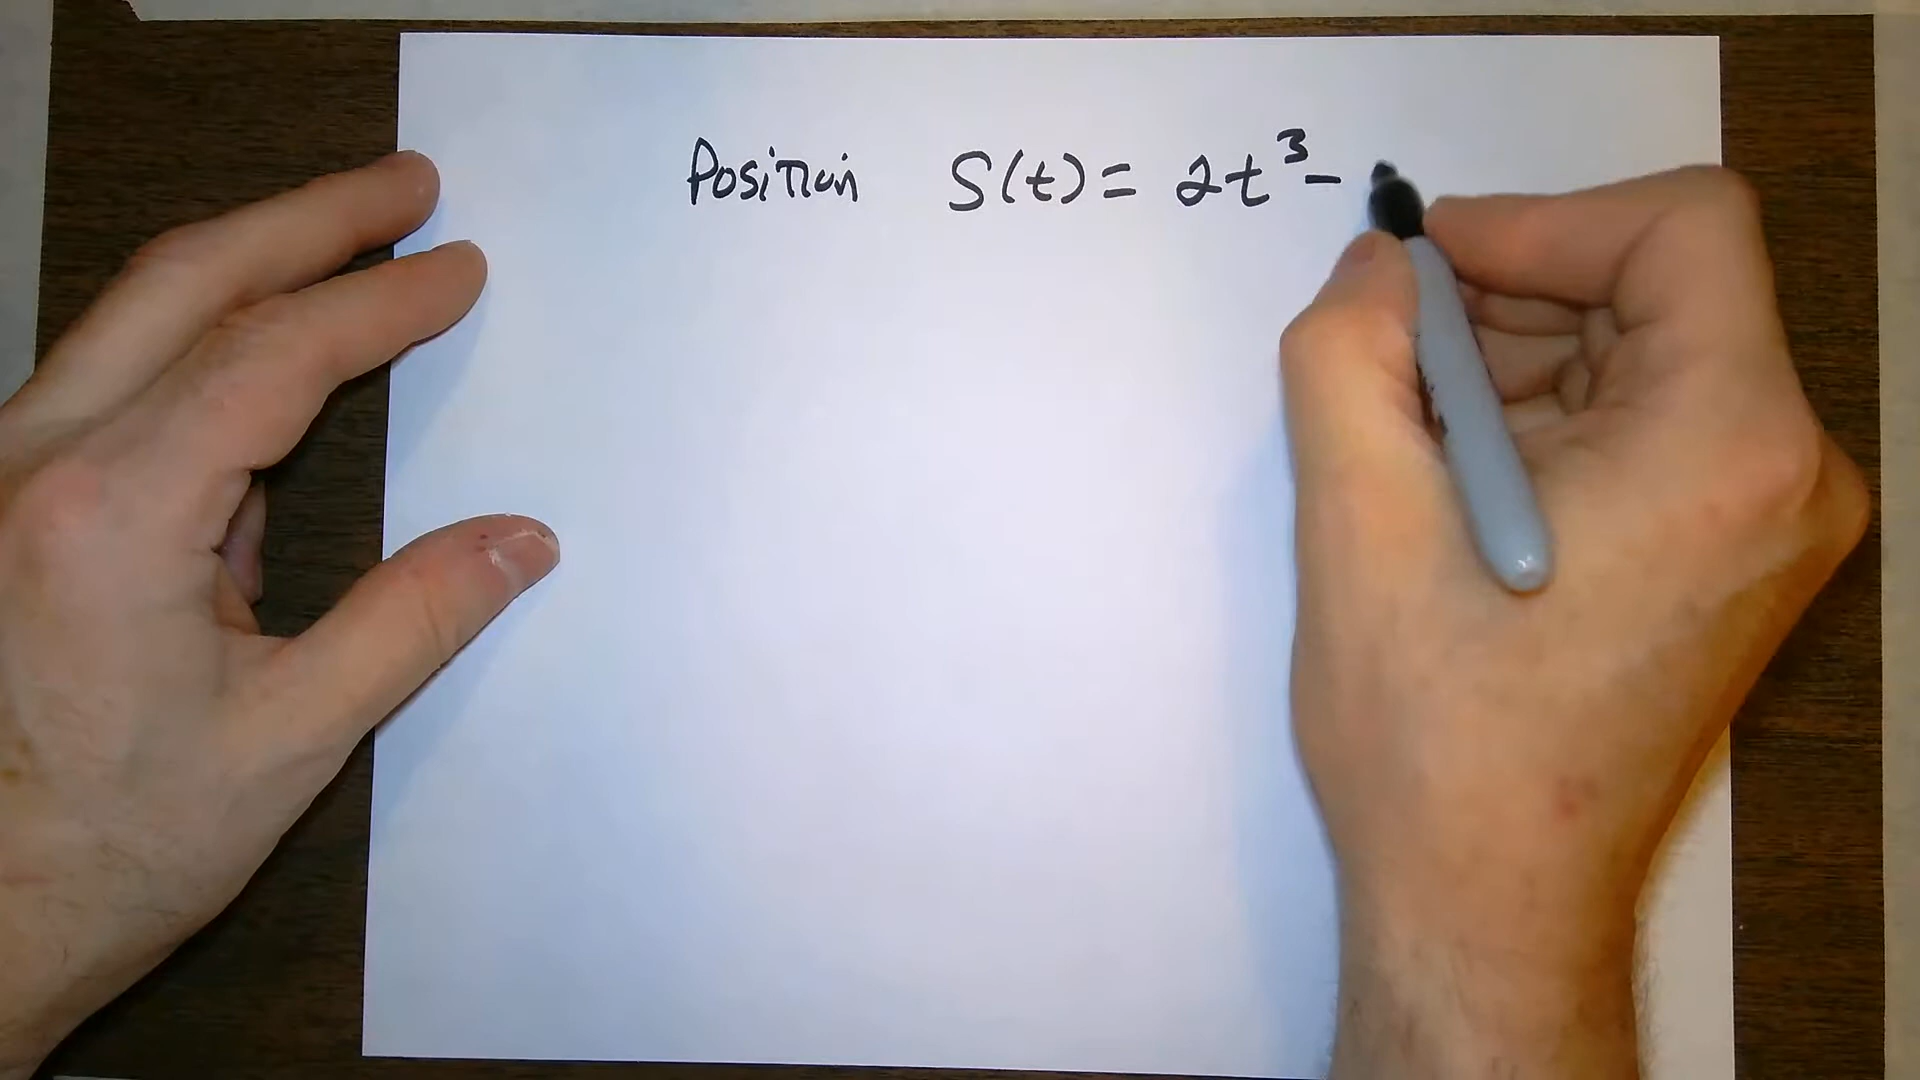 Position S(t) = 2t³ -